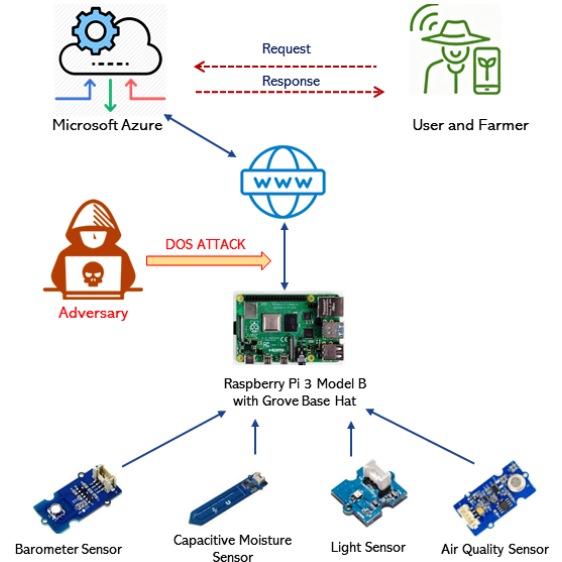 Request
Response
Microsoft Azure
User and Farmer
WWW
DOS ATTACK
Adversary
Raspberry Pi 3 Model B
with Grove Base Hat
Barometer Sensor
Capacitive Moisture
Sensor
Light Sensor
Air Quality Sensor